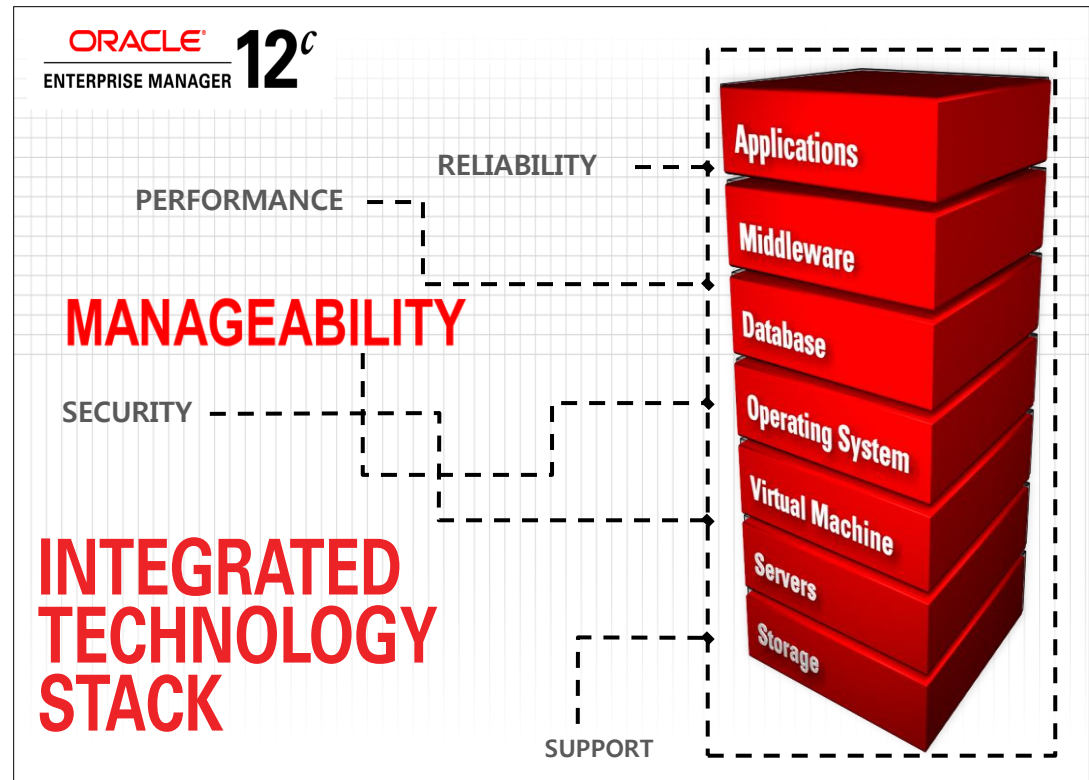 ORACLE®
ENTERPRISE MANAGER 12c
RELIABILITY
PERFORMANCE
MANAGEABILITY
SECURITY
INTEGRATED
TECHNOLOGY
STACK
SUPPORT
Applications
Middleware
Database
Operating System
Virtual Machine
Servers
Storage